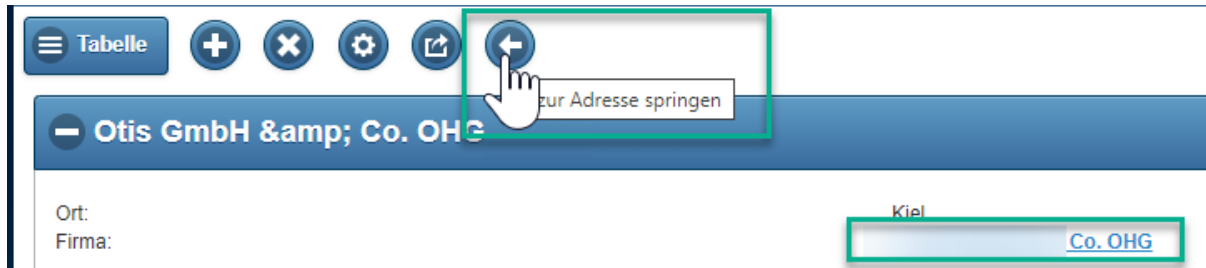 Tabelle
zur Adresse springen
Otis GmbH &amp; Co. OHG
Ort: Kiel
Firma: Co. OHG